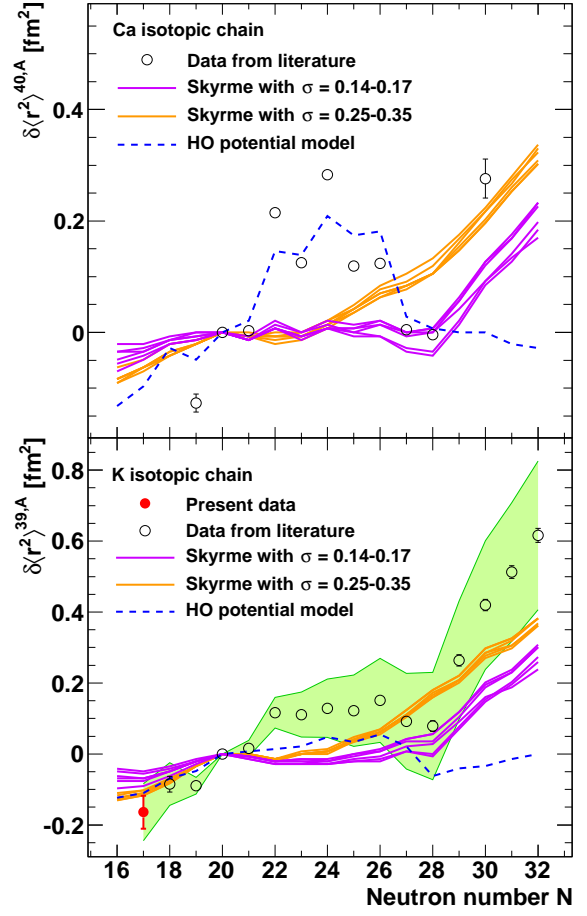 Ca isotopic chain
Data from literature
Skyrme with σ = 0.14-0.17
Skyrme with σ = 0.25-0.35
HO potential model
δ⟨r²⟩⁴⁰,ᴬ [fm²]
0.4
0.2
0
K isotopic chain
Present data
Data from literature
Skyrme with σ = 0.14-0.17
Skyrme with σ = 0.25-0.35
HO potential model
δ⟨r²⟩³⁹,ᴬ [fm²]
0.8
0.6
0.4
0.2
0
-0.2
16 18 20 22 24 26 28 30 32
Neutron number N